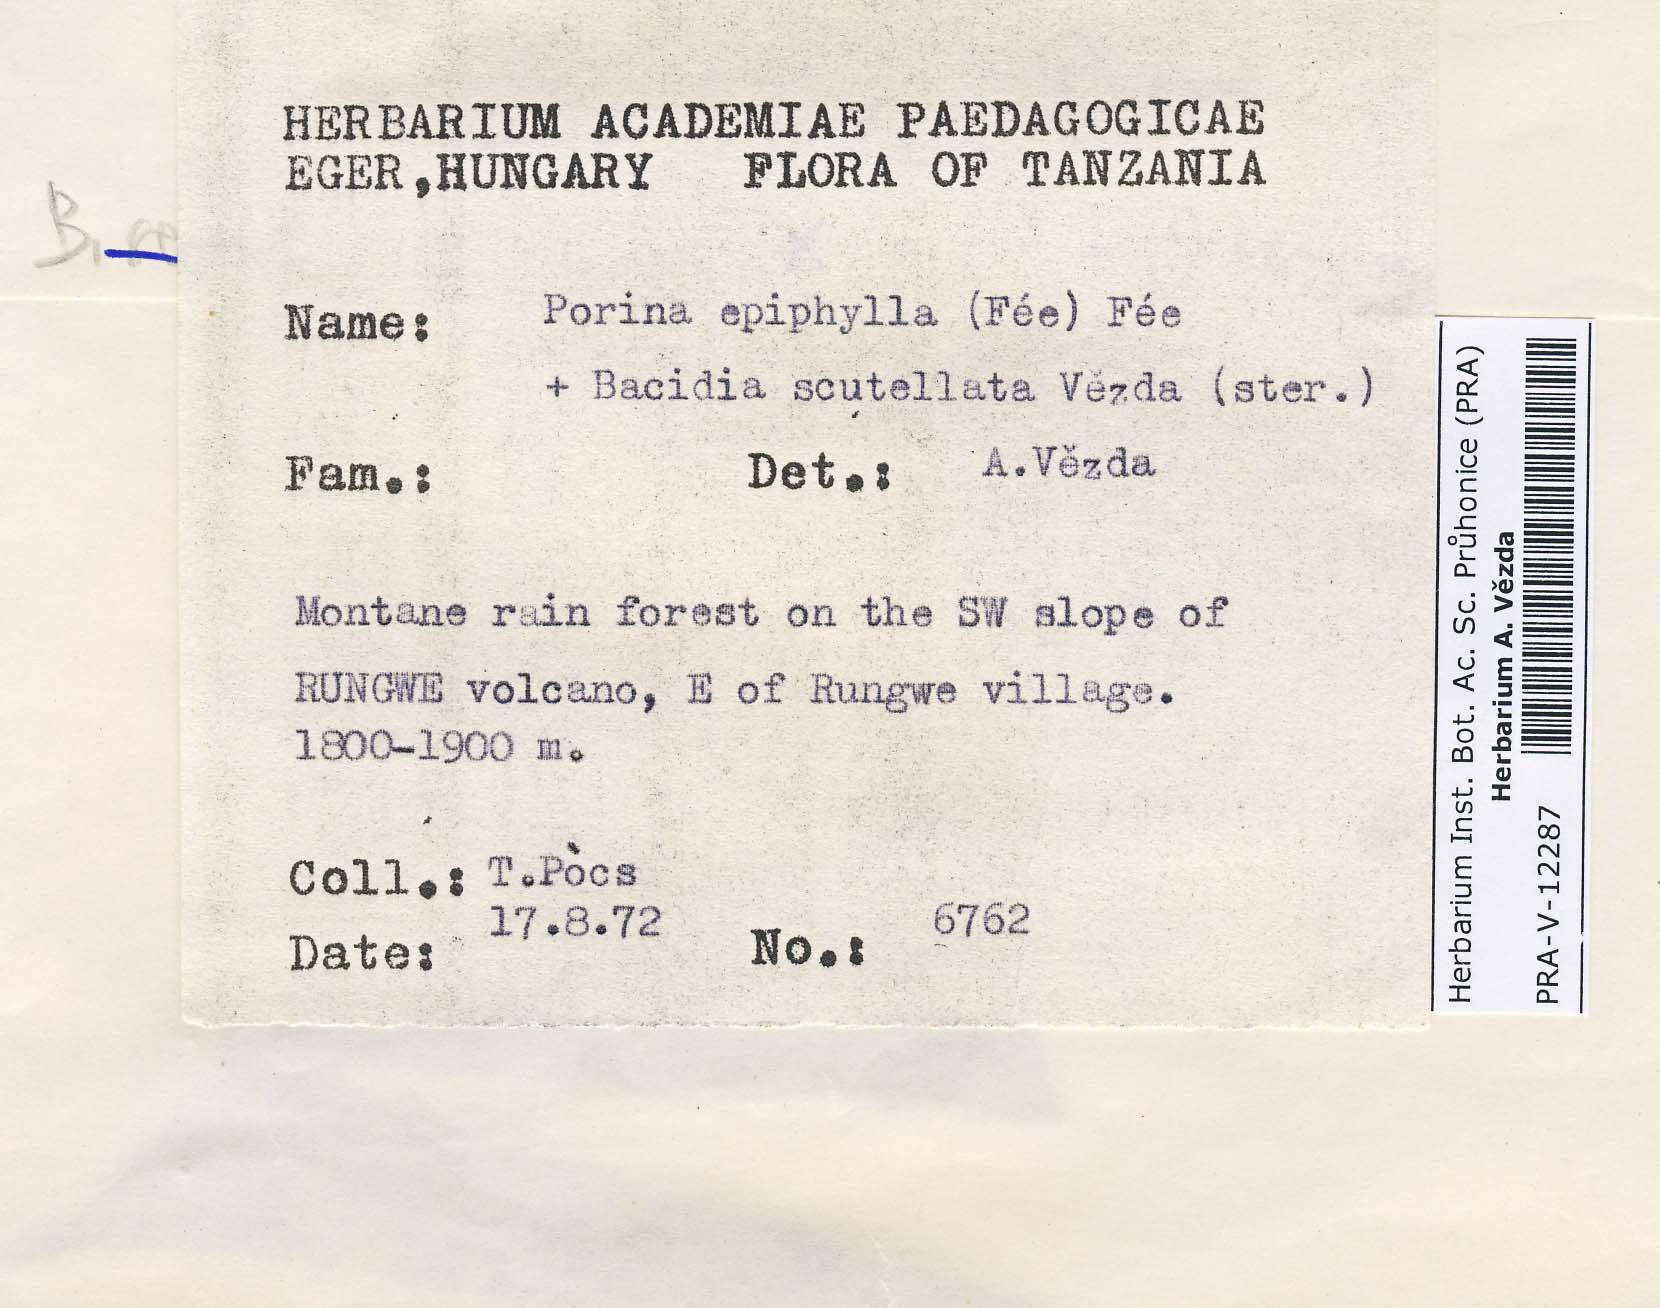 HERBARIUM ACADEMIAE PAEDAGOGICAE
EGER,HUNGARY FLORA OF TANZANIA
B.
Name: Porina epiphylla (Fée) Fée
+ Bacidia scutellata Vězda (ster.)
Fam.: Det.: A.Vězda
Montane rain forest on the SW slope of
RUNGWE volcano, E of Rungwe village.
1800-1900 m.
Coll.: T.Pòcs
Date: 17.8.72 No.: 6762
Herbarium Inst. Bot. Ac. Sc. Průhonice (PRA)
Herbarium A. Vězda
PRA-V-12287